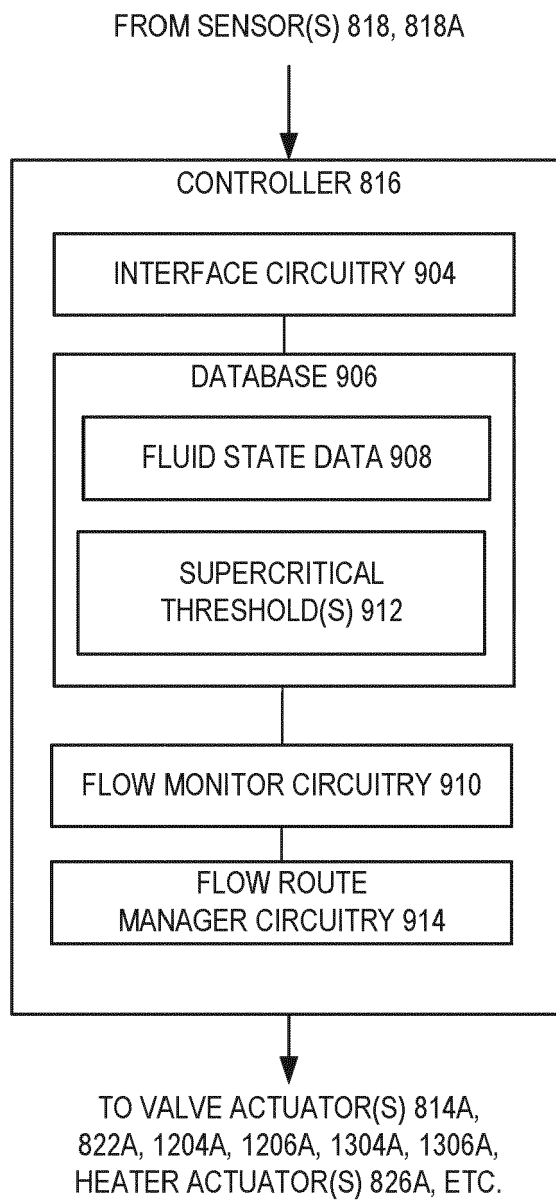 FROM SENSOR(S) 818, 818A
CONTROLLER 816
INTERFACE CIRCUITRY 904
DATABASE 906
FLUID STATE DATA 908
SUPERCRITICAL
THRESHOLD(S) 912
FLOW MONITOR CIRCUITRY 910
FLOW ROUTE
MANAGER CIRCUITRY 914
TO VALVE ACTUATOR(S) 814A,
822A, 1204A, 1206A, 1304A, 1306A,
HEATER ACTUATOR(S) 826A, ETC.